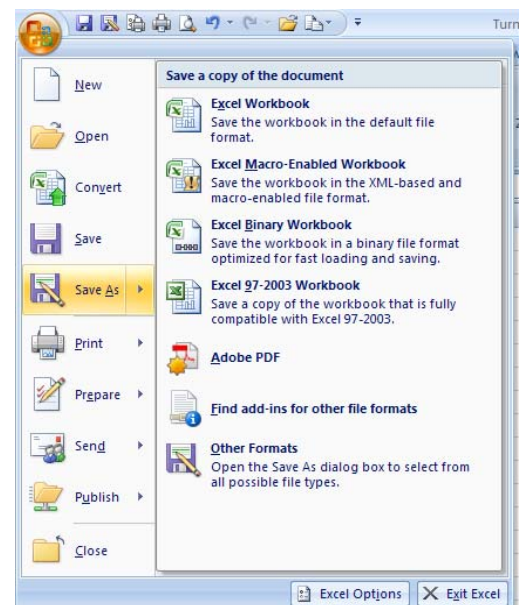 Turn
New
Open
Convert
Save
Save As
Print
Prepare
Send
Publish
Close
Save a copy of the document
Excel Workbook
Save the workbook in the default file
format.
Excel Macro-Enabled Workbook
Save the workbook in the XML-based and
macro-enabled file format.
Excel Binary Workbook
Save the workbook in a binary file format
optimized for fast loading and saving.
Excel 97-2003 Workbook
Save a copy of the workbook that is fully
compatible with Excel 97-2003.
Adobe PDF
Find add-ins for other file formats
Other Formats
Open the Save As dialog box to select from
all possible file types.
Excel Options
Exit Excel